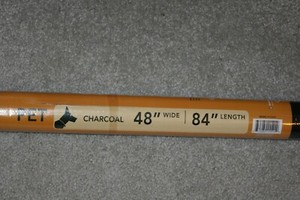 PET
CHARCOAL 48" WIDE | 84" LENGTH